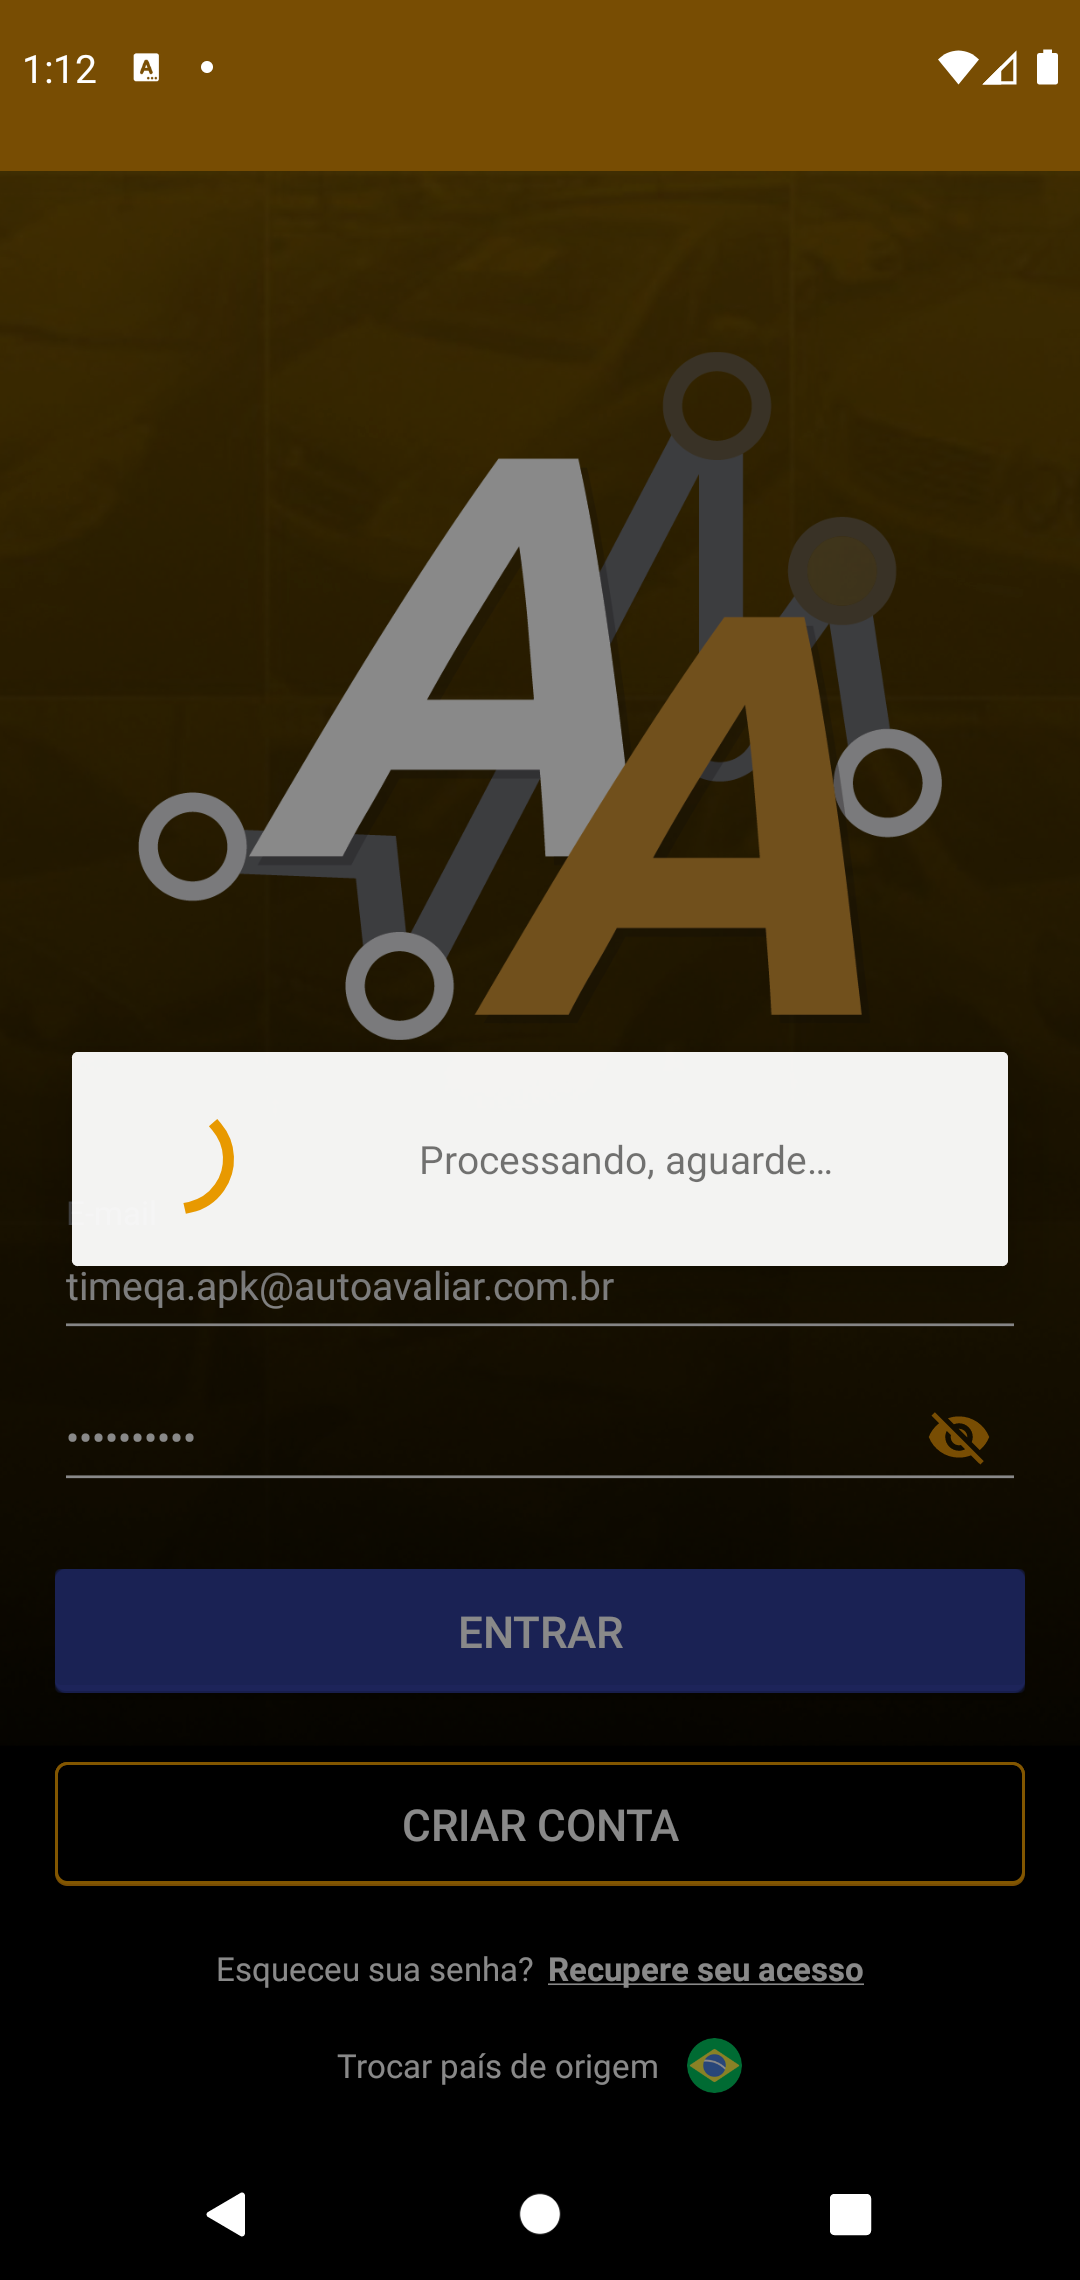 1:12
AA
Processando, aguarde...
E-mail
timeqa.apk@autoavaliar.com.br
••••••••••
ENTRAR
CRIAR CONTA
Esqueceu sua senha? Recupere seu acesso
Trocar país de origem